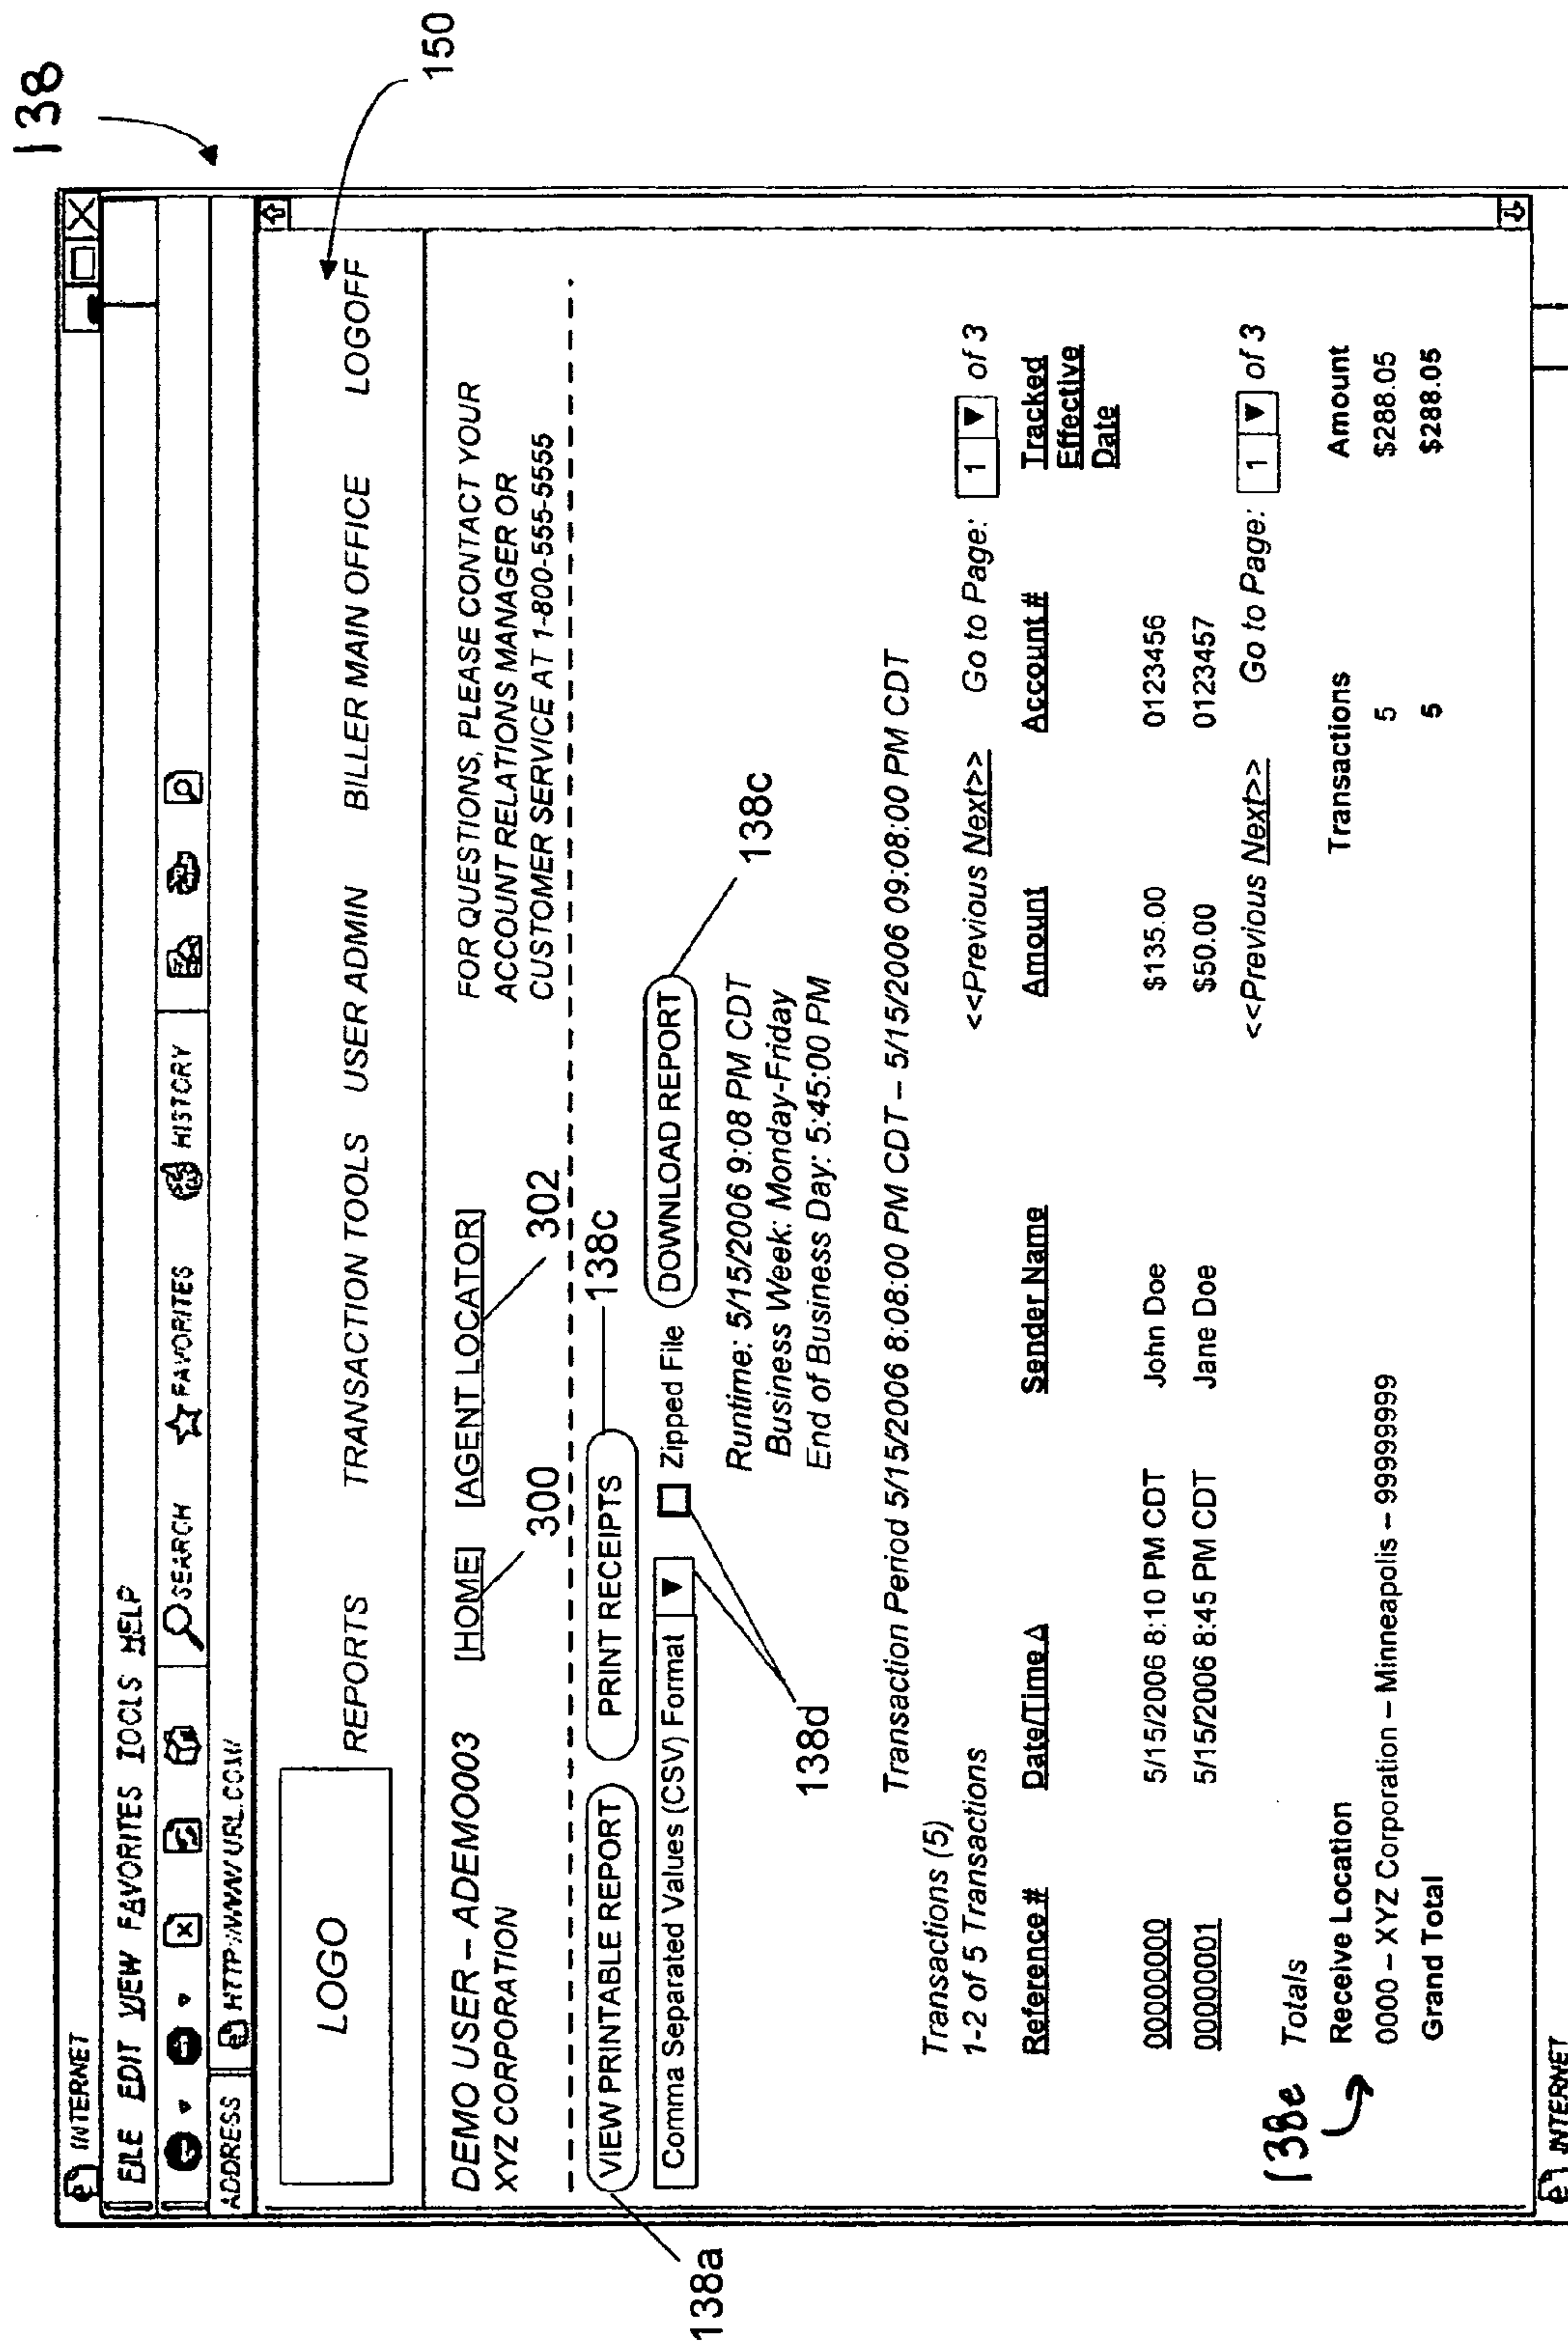 138
INTERNET
FILE EDIT VIEW FAVORITES TOOLS HELP
SEARCH FAVORITES HISTORY
ADDRESS HTTP://WWW.URL.COM/
150
LOGO
REPORTS TRANSACTION TOOLS USER ADMIN BILLER MAIN OFFICE LOGOFF
DEMO USER – ADEMO003 [HOME] [AGENT LOCATOR] FOR QUESTIONS, PLEASE CONTACT YOUR
XYZ CORPORATION ACCOUNT RELATIONS MANAGER OR
300 302 CUSTOMER SERVICE AT 1-800-555-5555
138a VIEW PRINTABLE REPORT PRINT RECEIPTS 138c
Comma Separated Values (CSV) Format ▼ Zipped File DOWNLOAD REPORT 138c
138d
Runtime: 5/15/2006 9:08 PM CDT
Business Week: Monday-Friday
End of Business Day: 5:45:00 PM
Transaction Period 5/15/2006 8:08:00 PM CDT – 5/15/2006 09:08:00 PM CDT
Transactions (5)
1-2 of 5 Transactions <<Previous Next>> Go to Page: 1 ▼ of 3
Reference # Date/Time Δ Sender Name Amount Account # Tracked
Effective
Date
00000000 5/15/2006 8:10 PM CDT John Doe $135.00 0123456
00000001 5/15/2006 8:45 PM CDT Jane Doe $50.00 0123457
<<Previous Next>> Go to Page: 1 ▼ of 3
138e
Totals
Receive Location Transactions Amount
0000 – XYZ Corporation – Minneapolis – 99999999 5 $288.05
Grand Total 5 $288.05
INTERNET